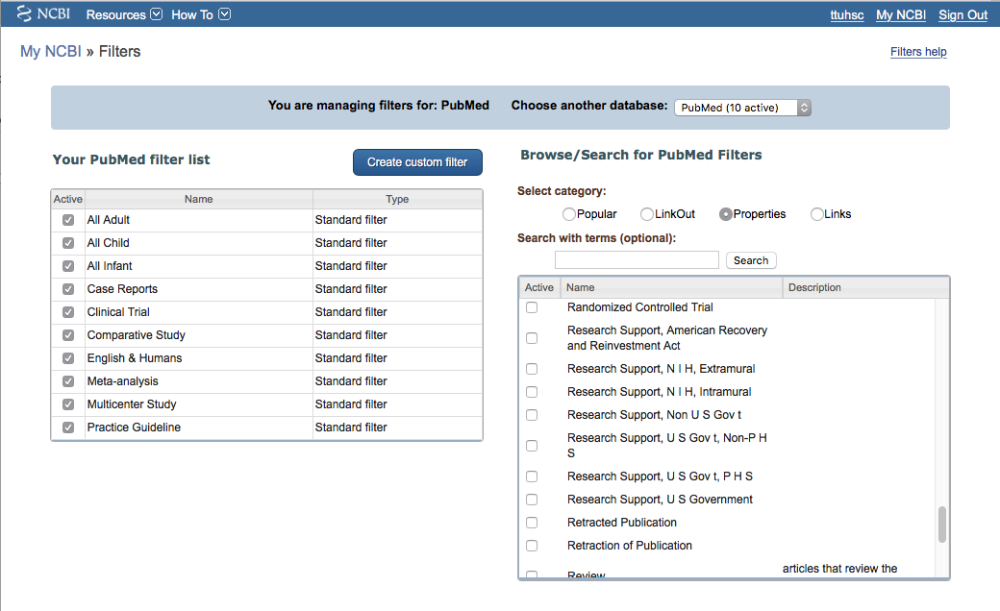 NCBI Resources How To ttuhsc My NCBI Sign Out
My NCBI » Filters
Filters help
You are managing filters for: PubMed Choose another database: PubMed (10 active)
Your PubMed filter list
Create custom filter
Active Name Type
All Adult Standard filter
All Child Standard filter
All Infant Standard filter
Case Reports Standard filter
Clinical Trial Standard filter
Comparative Study Standard filter
English & Humans Standard filter
Meta-analysis Standard filter
Multicenter Study Standard filter
Practice Guideline Standard filter
Browse/Search for PubMed Filters
Select category:
Popular LinkOut Properties Links
Search with terms (optional):
Search
Active Name Description
Randomized Controlled Trial
Research Support, American Recovery
and Reinvestment Act
Research Support, N I H, Extramural
Research Support, N I H, Intramural
Research Support, Non U S Gov t
Research Support, U S Gov t, Non-P H
S
Research Support, U S Gov t, P H S
Research Support, U S Government
Retracted Publication
Retraction of Publication
articles that review the
Review